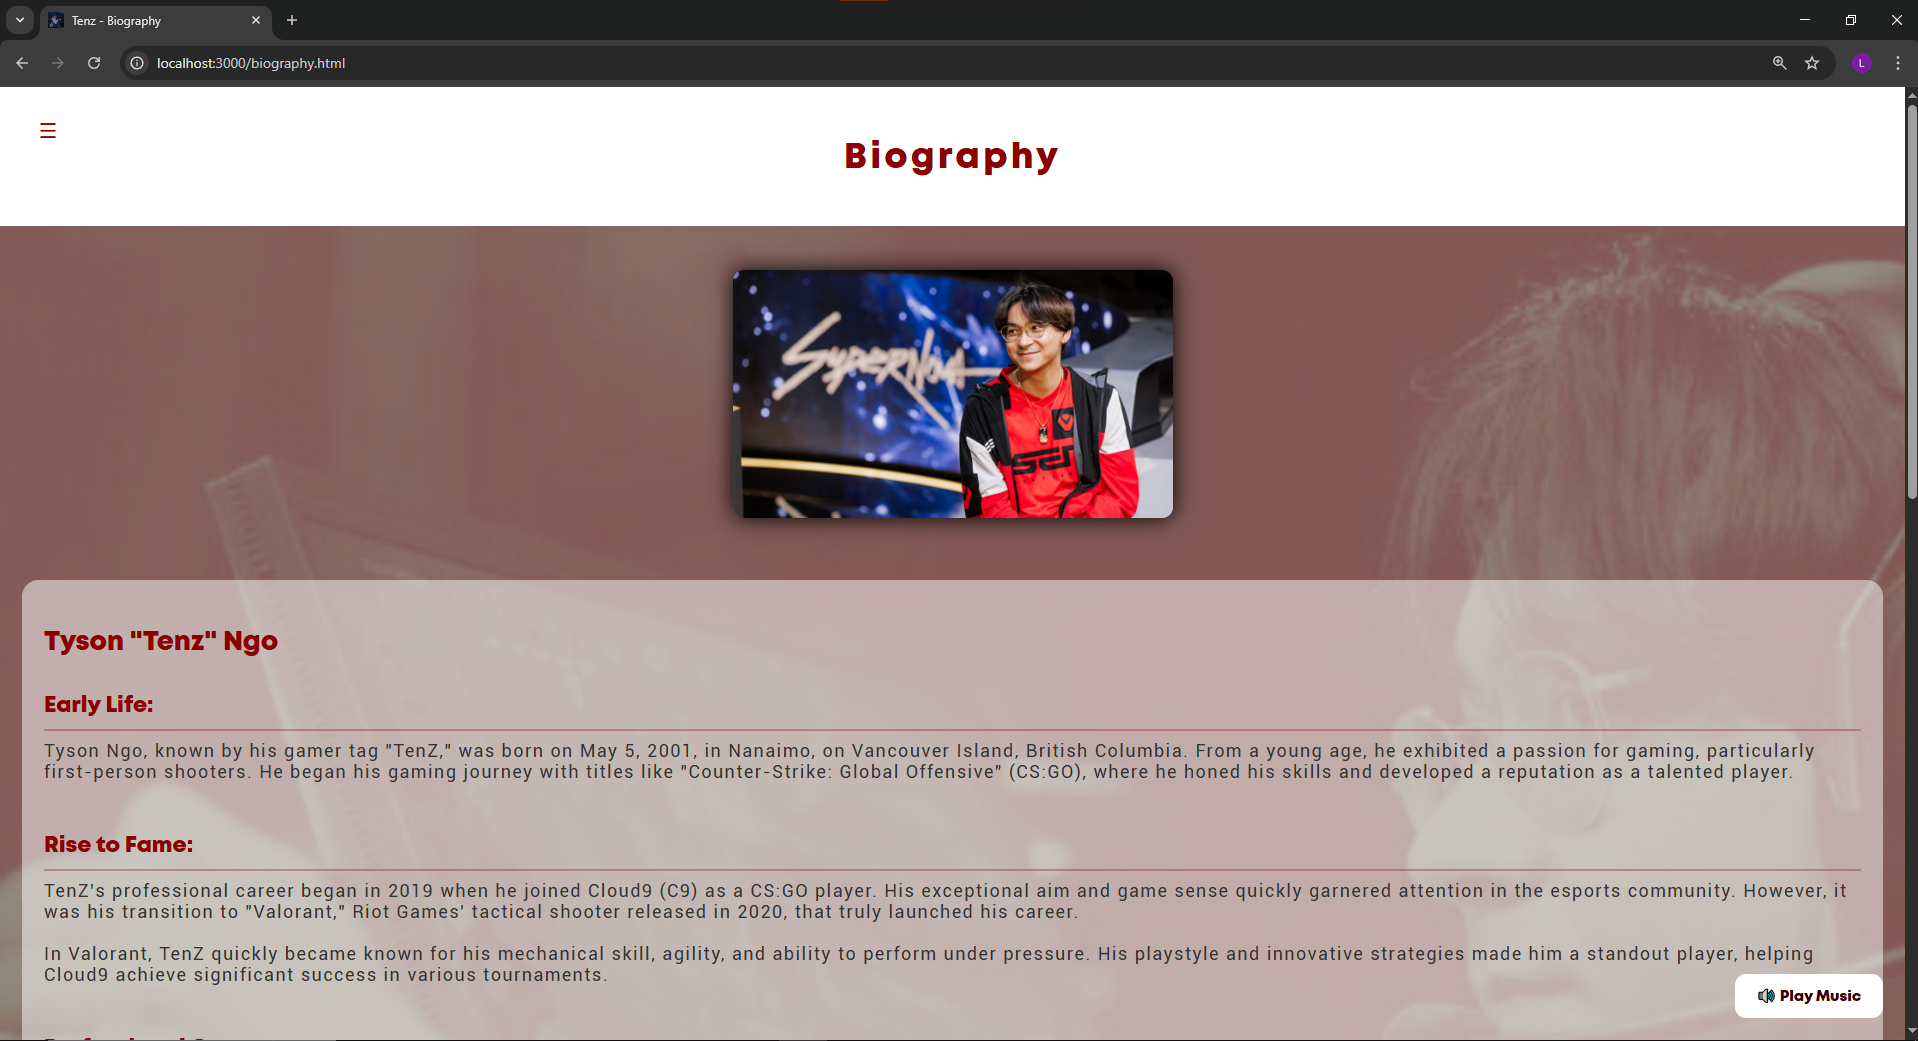 Tenz - Biography
localhost:3000/biography.html
L
Biography
SUPERNOVA
SEN
Tyson "Tenz" Ngo
Early Life:
Tyson Ngo, known by his gamer tag "TenZ," was born on May 5, 2001, in Nanaimo, on Vancouver Island, British Columbia. From a young age, he exhibited a passion for gaming, particularly
first-person shooters. He began his gaming journey with titles like "Counter-Strike: Global Offensive" (CS:GO), where he honed his skills and developed a reputation as a talented player.
Rise to Fame:
TenZ's professional career began in 2019 when he joined Cloud9 (C9) as a CS:GO player. His exceptional aim and game sense quickly garnered attention in the esports community. However, it
was his transition to "Valorant," Riot Games' tactical shooter released in 2020, that truly launched his career.
In Valorant, TenZ quickly became known for his mechanical skill, agility, and ability to perform under pressure. His playstyle and innovative strategies made him a standout player, helping
Cloud9 achieve significant success in various tournaments.
Play Music